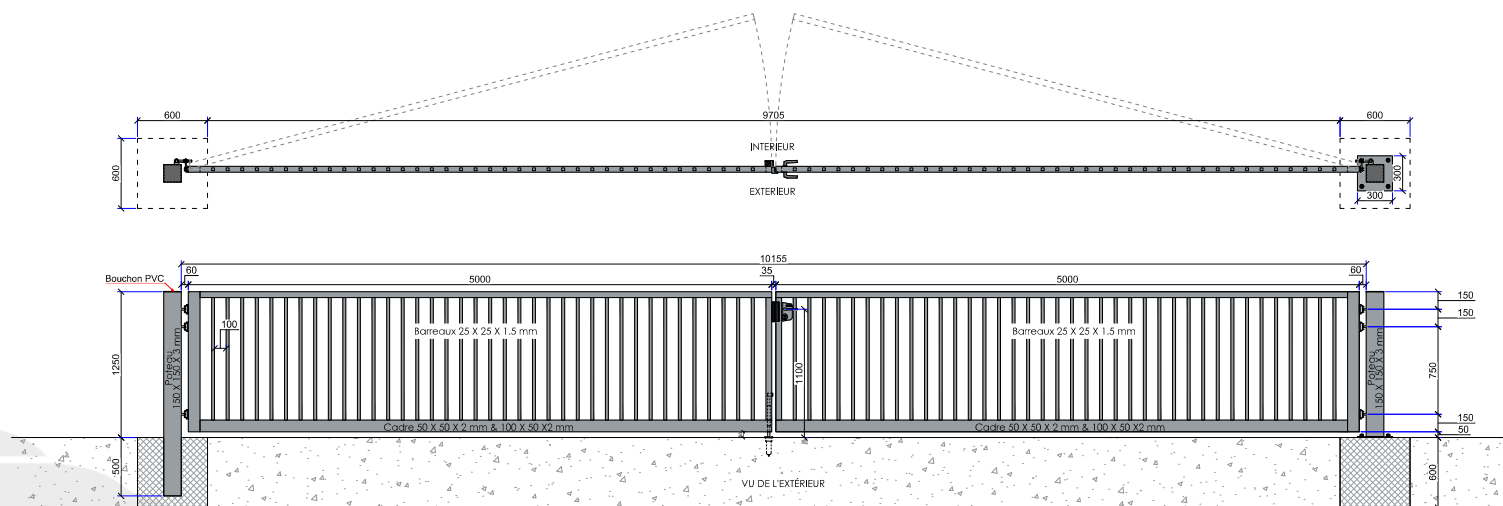 600
9705
600
INTERIEUR
600
EXTERIEUR
300
300
10155
60
35
60
Bouchon PVC
5000
5000
150
150
100
Barreaux 25 X 25 X 1.5 mm
Barreaux 25 X 25 X 1.5 mm
1250
Poteau
150 X 150 X 3 mm
1100
Poteau
150 X 150 X 3 mm
750
150
50
Cadre 50 X 50 X 2 mm & 100 X 50 X2 mm
Cadre 50 X 50 X 2 mm & 100 X 50 X2 mm
500
VU DE L'EXTÉRIEUR
600